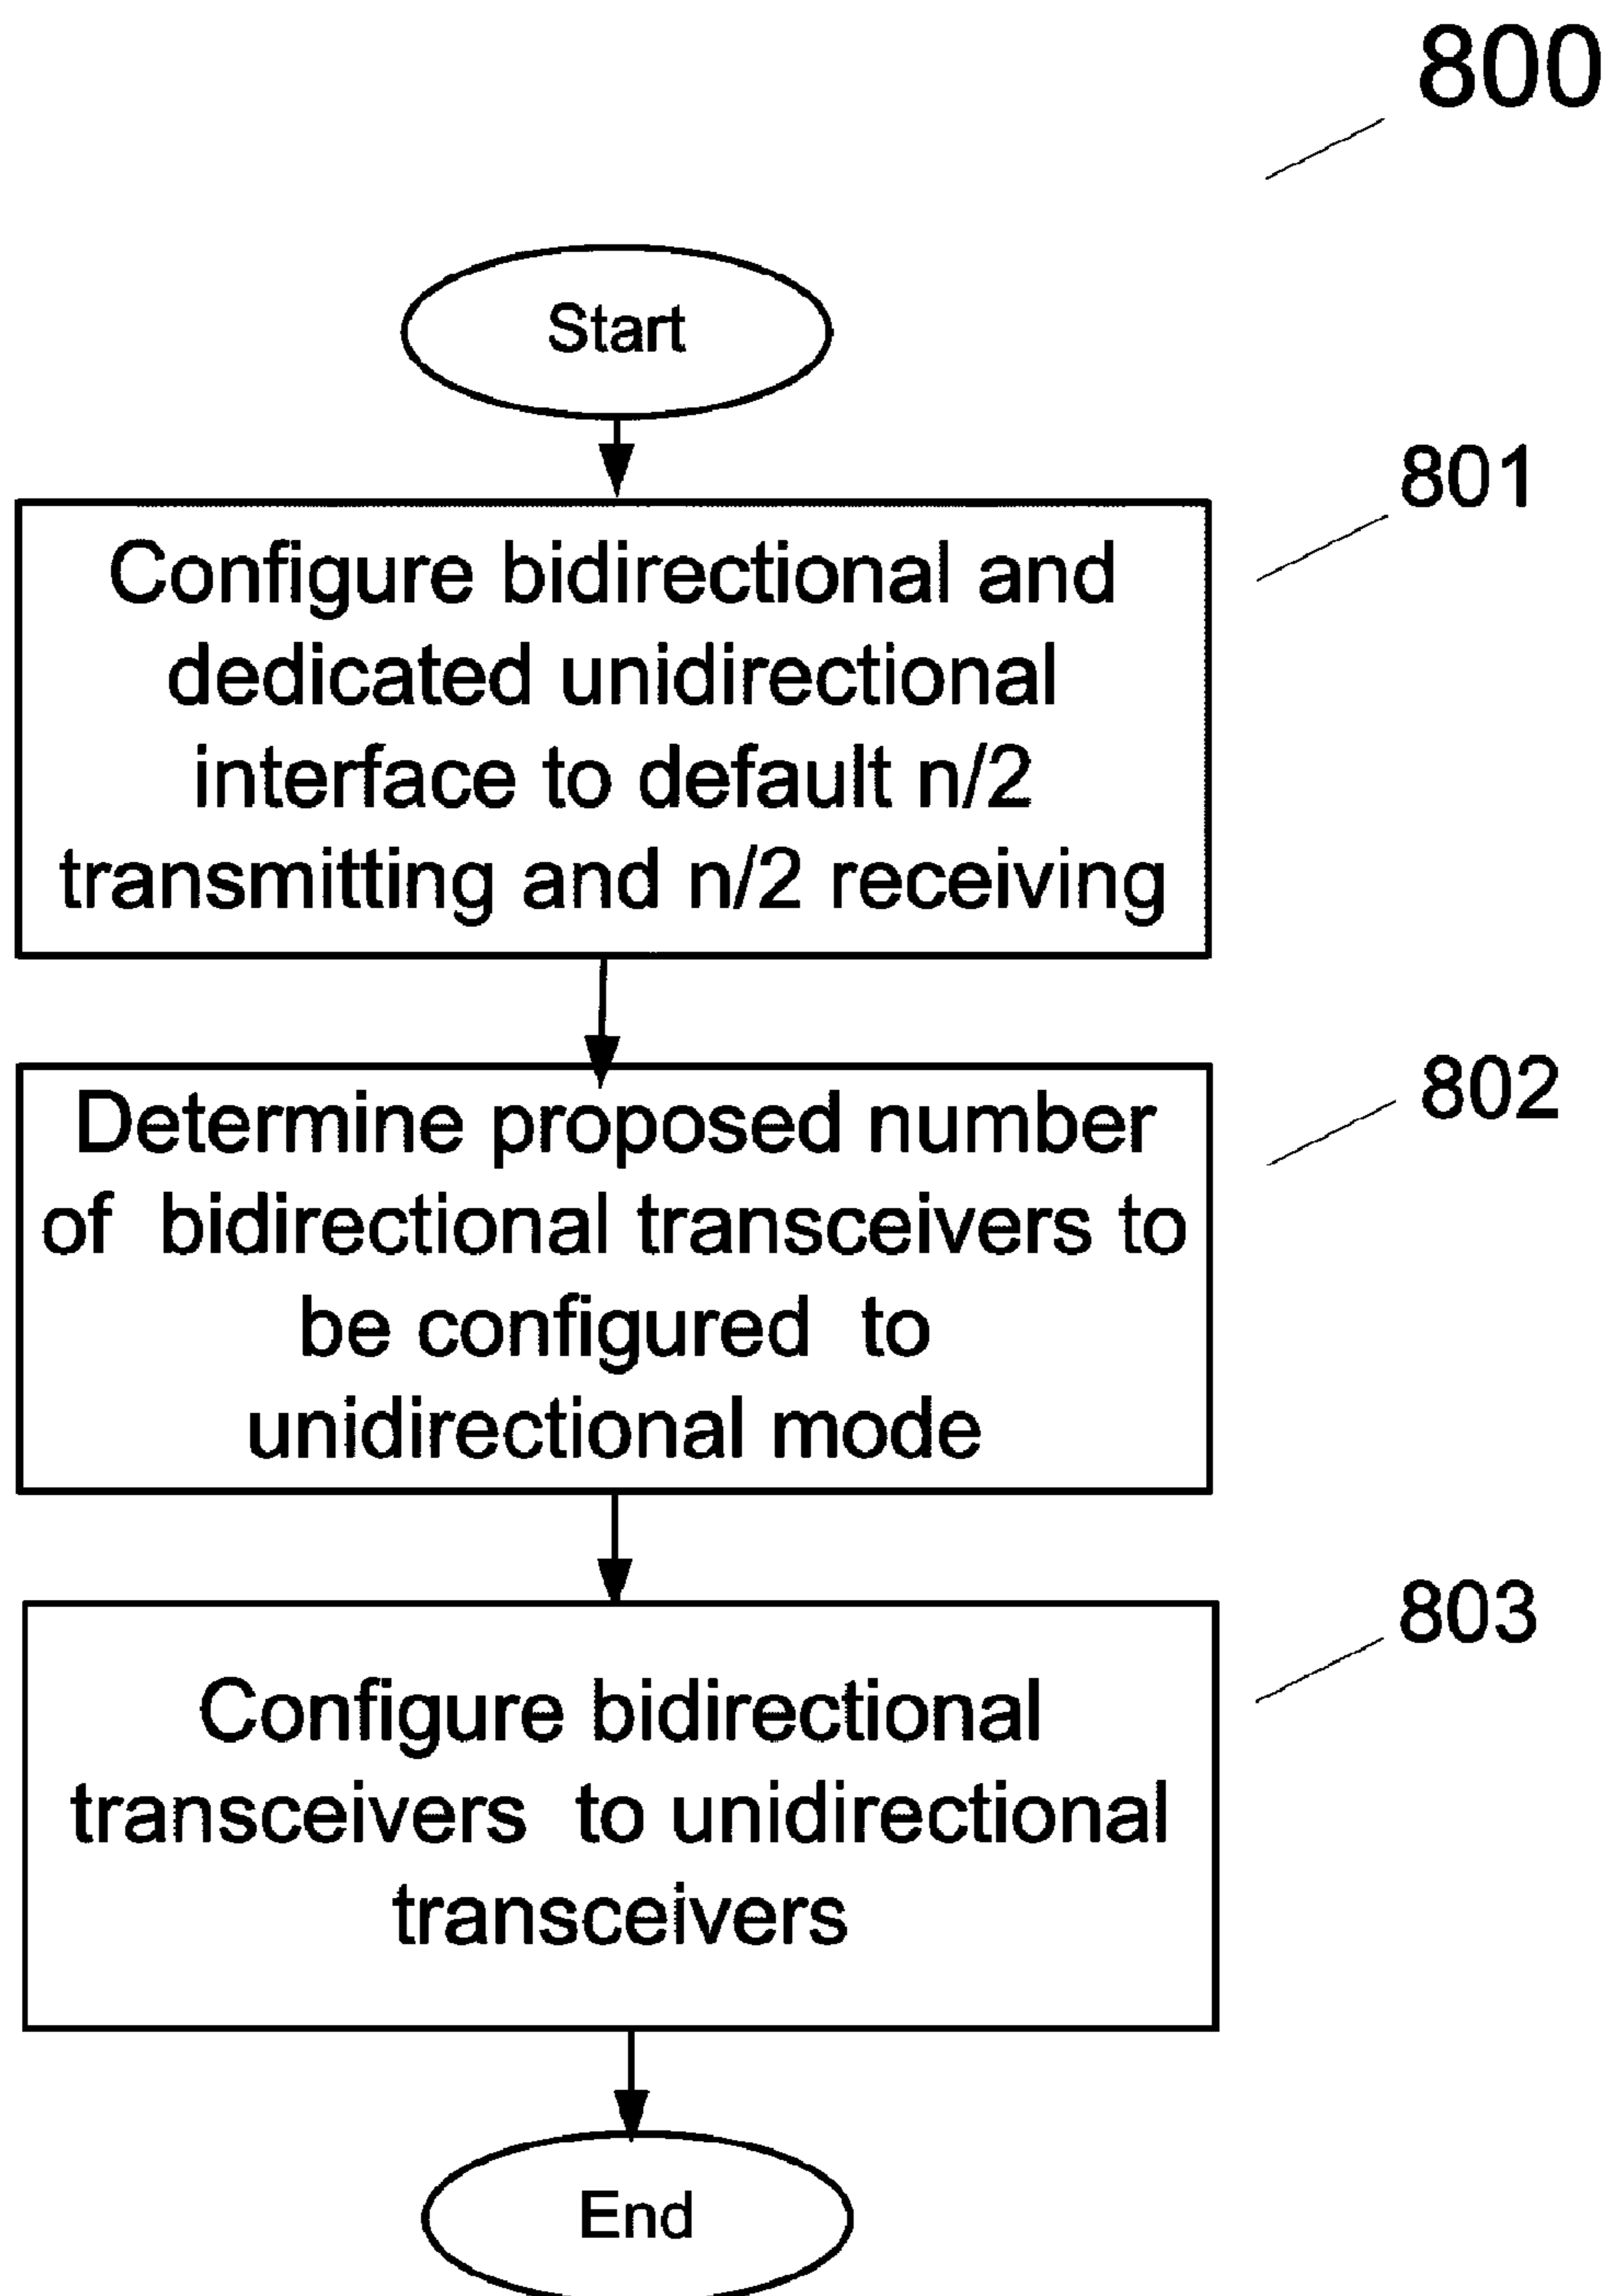 800
Start
801
Configure bidirectional and
dedicated unidirectional
interface to default n/2
transmitting and n/2 receiving
802
Determine proposed number
of bidirectional transceivers to
be configured to
unidirectional mode
803
Configure bidirectional
transceivers to unidirectional
transceivers
End